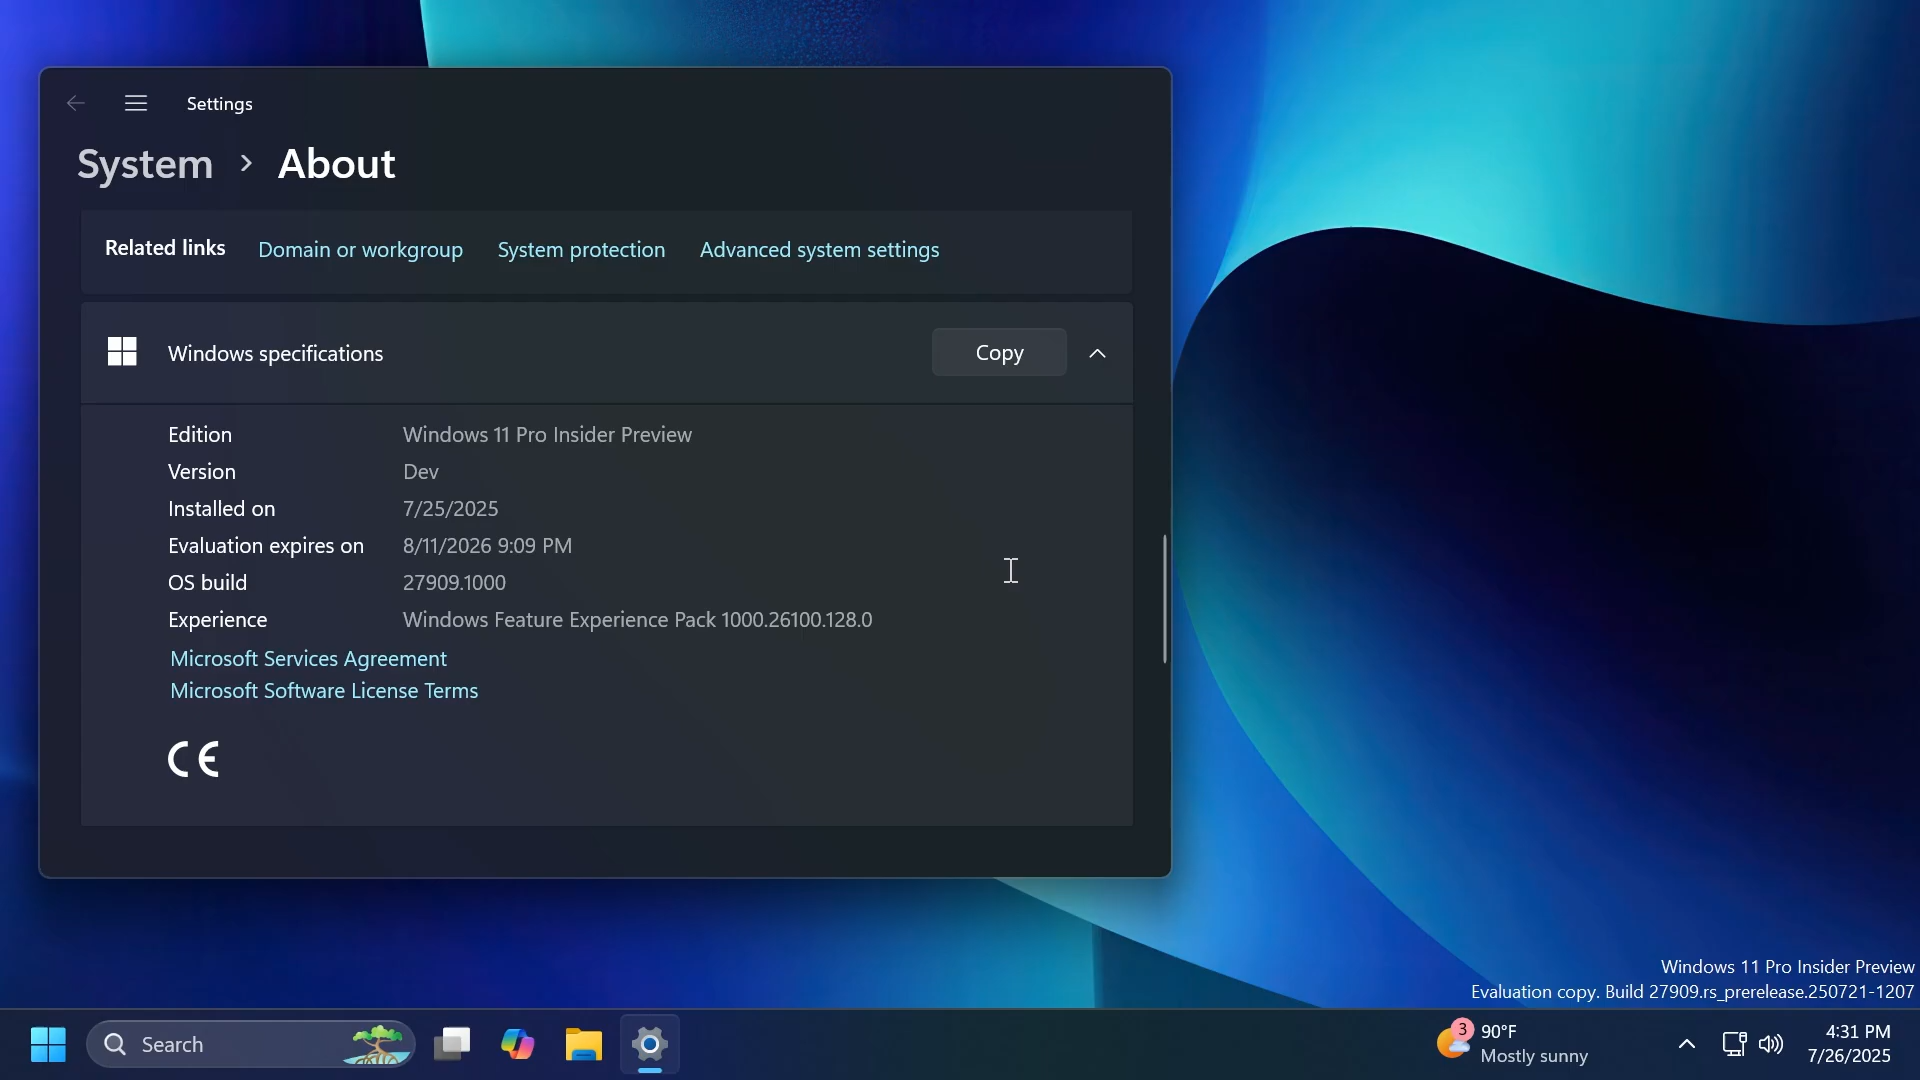 Settings
System > About
Related links Domain or workgroup System protection Advanced system settings
Windows specifications Copy
Edition Windows 11 Pro Insider Preview
Version Dev
Installed on 7/25/2025
Evaluation expires on 8/11/2026 9:09 PM
OS build 27909.1000
Experience Windows Feature Experience Pack 1000.26100.128.0
Microsoft Services Agreement
Microsoft Software License Terms
CE
Windows 11 Pro Insider Preview
Evaluation copy. Build 27909.rs_prerelease.250721-1207
Search
3
90°F
Mostly sunny
4:31 PM
7/26/2025